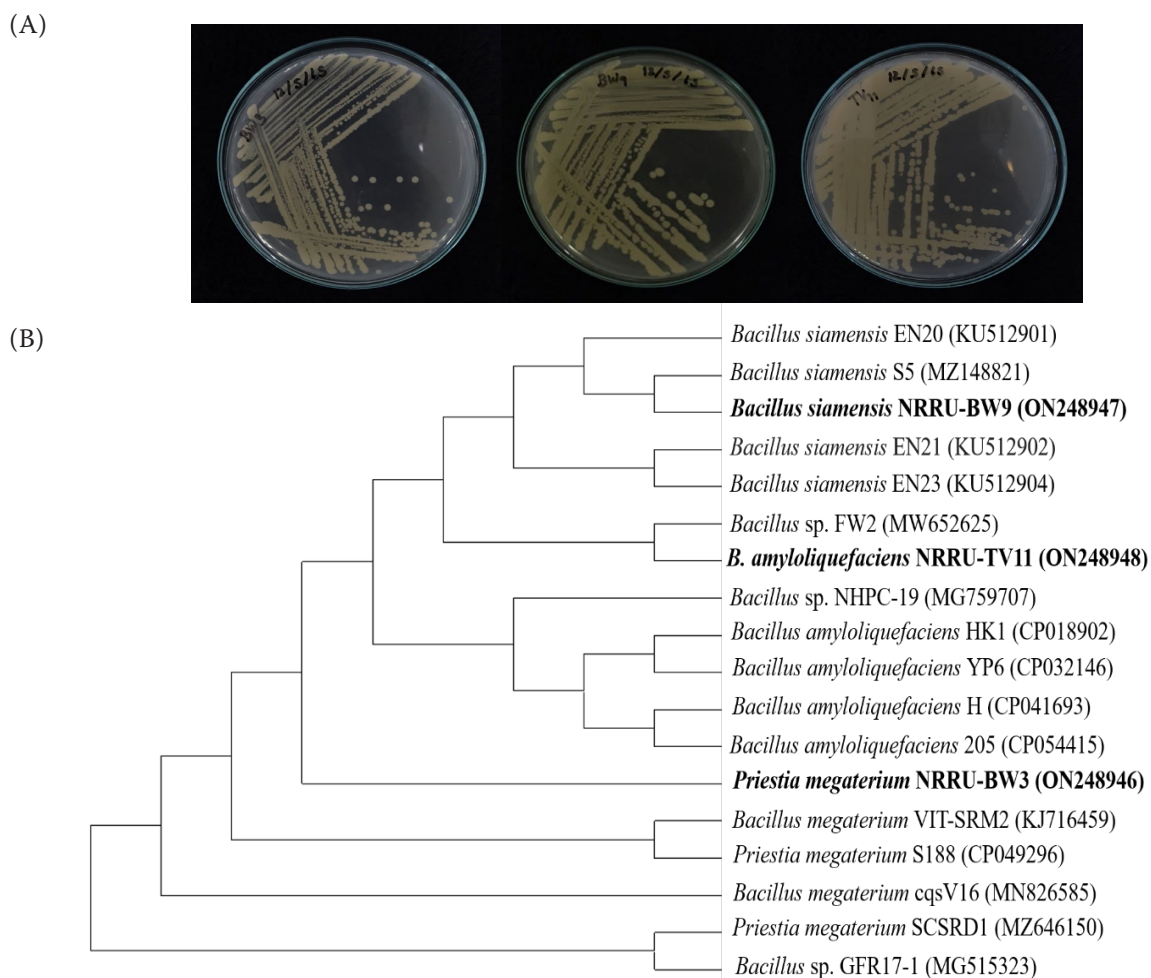 (A)
BW3 12/5/65
BW9 12/5/65
TV11 12/5/65
(B)
Bacillus siamensis EN20 (KU512901)
Bacillus siamensis S5 (MZ148821)
Bacillus siamensis NRRU-BW9 (ON248947)
Bacillus siamensis EN21 (KU512902)
Bacillus siamensis EN23 (KU512904)
Bacillus sp. FW2 (MW652625)
B. amyloliquefaciens NRRU-TV11 (ON248948)
Bacillus sp. NHPC-19 (MG759707)
Bacillus amyloliquefaciens HK1 (CP018902)
Bacillus amyloliquefaciens YP6 (CP032146)
Bacillus amyloliquefaciens H (CP041693)
Bacillus amyloliquefaciens 205 (CP054415)
Priestia megaterium NRRU-BW3 (ON248946)
Bacillus megaterium VIT-SRM2 (KJ716459)
Priestia megaterium S188 (CP049296)
Bacillus megaterium cqsV16 (MN826585)
Priestia megaterium SCSRD1 (MZ646150)
Bacillus sp. GFR17-1 (MG515323)